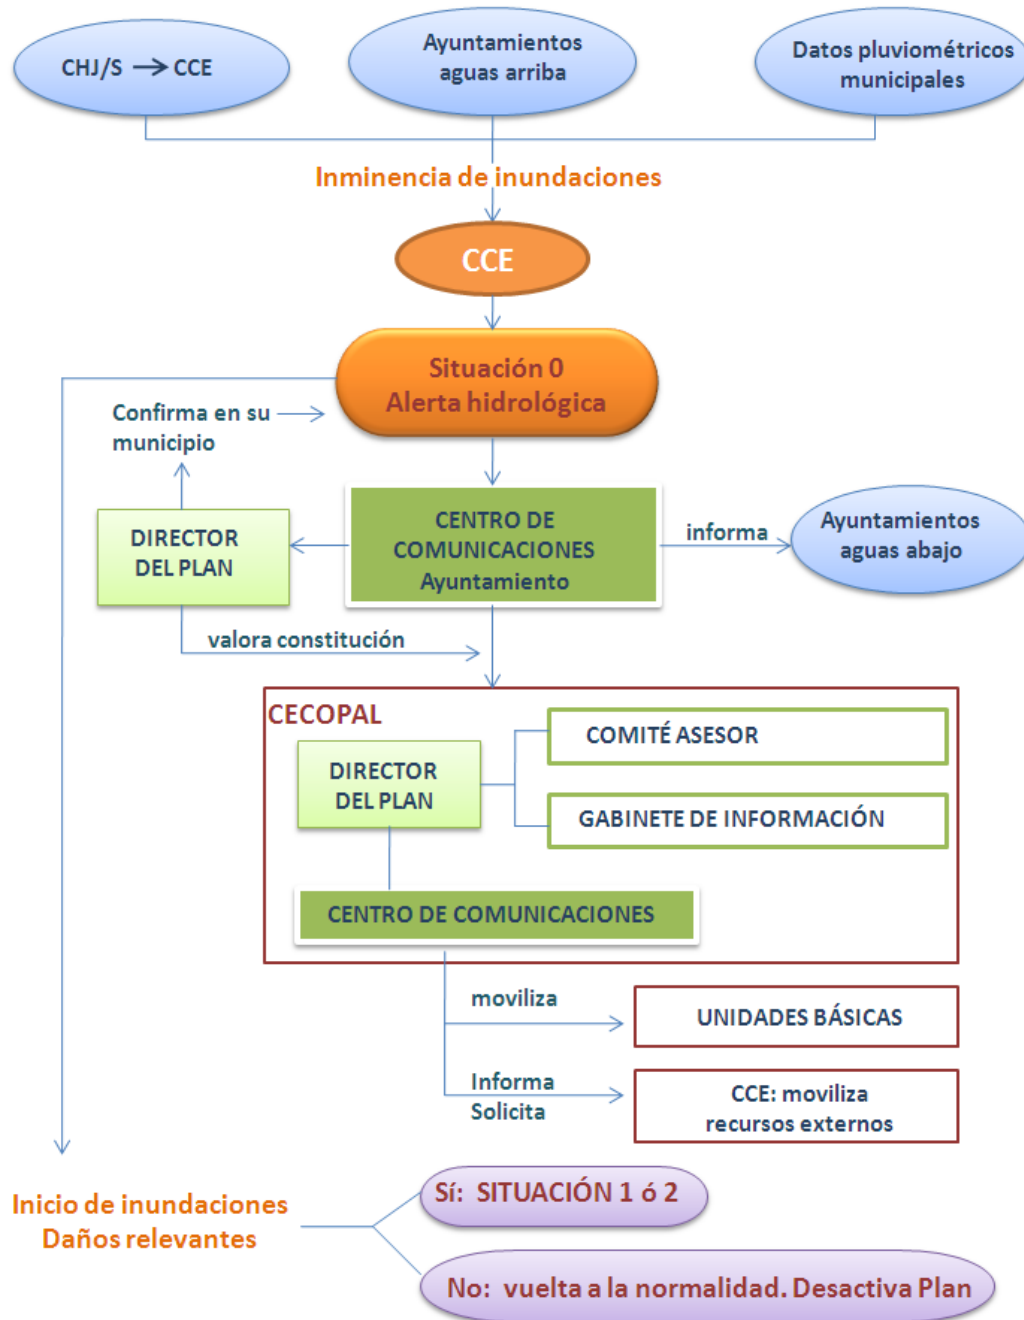 CHJ/S → CCE
Ayuntamientos
aguas arriba
Datos pluviométricos
municipales
Inminencia de inundaciones
CCE
Situación 0
Alerta hidrológica
Confirma en su
municipio
DIRECTOR
DEL PLAN
CENTRO DE
COMUNICACIONES
Ayuntamiento
informa
Ayuntamientos
aguas abajo
valora constitución
CECOPAL
DIRECTOR
DEL PLAN
COMITÉ ASESOR
GABINETE DE INFORMACIÓN
CENTRO DE COMUNICACIONES
moviliza
UNIDADES BÁSICAS
Informa
Solicita
CCE: moviliza
recursos externos
Inicio de inundaciones
Daños relevantes
Sí: SITUACIÓN 1 ó 2
No: vuelta a la normalidad. Desactiva Plan